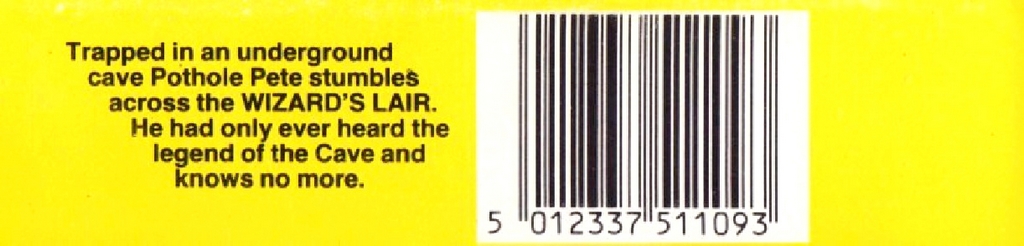 Trapped in an underground
cave Pothole Pete stumbles
across the WIZARD'S LAIR.
He had only ever heard the
legend of the Cave and
knows no more.
5 012337 511093